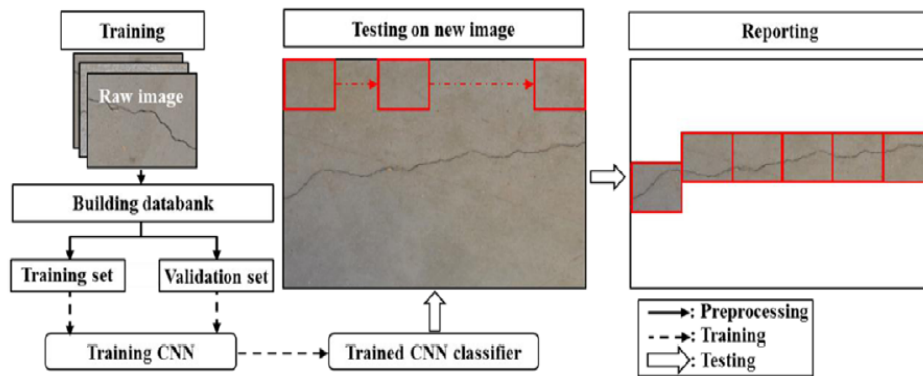 Training
Testing on new image
Reporting
Raw image
Building databank
Training set
Validation set
Training CNN
Trained CNN classifier
: Preprocessing
: Training
: Testing